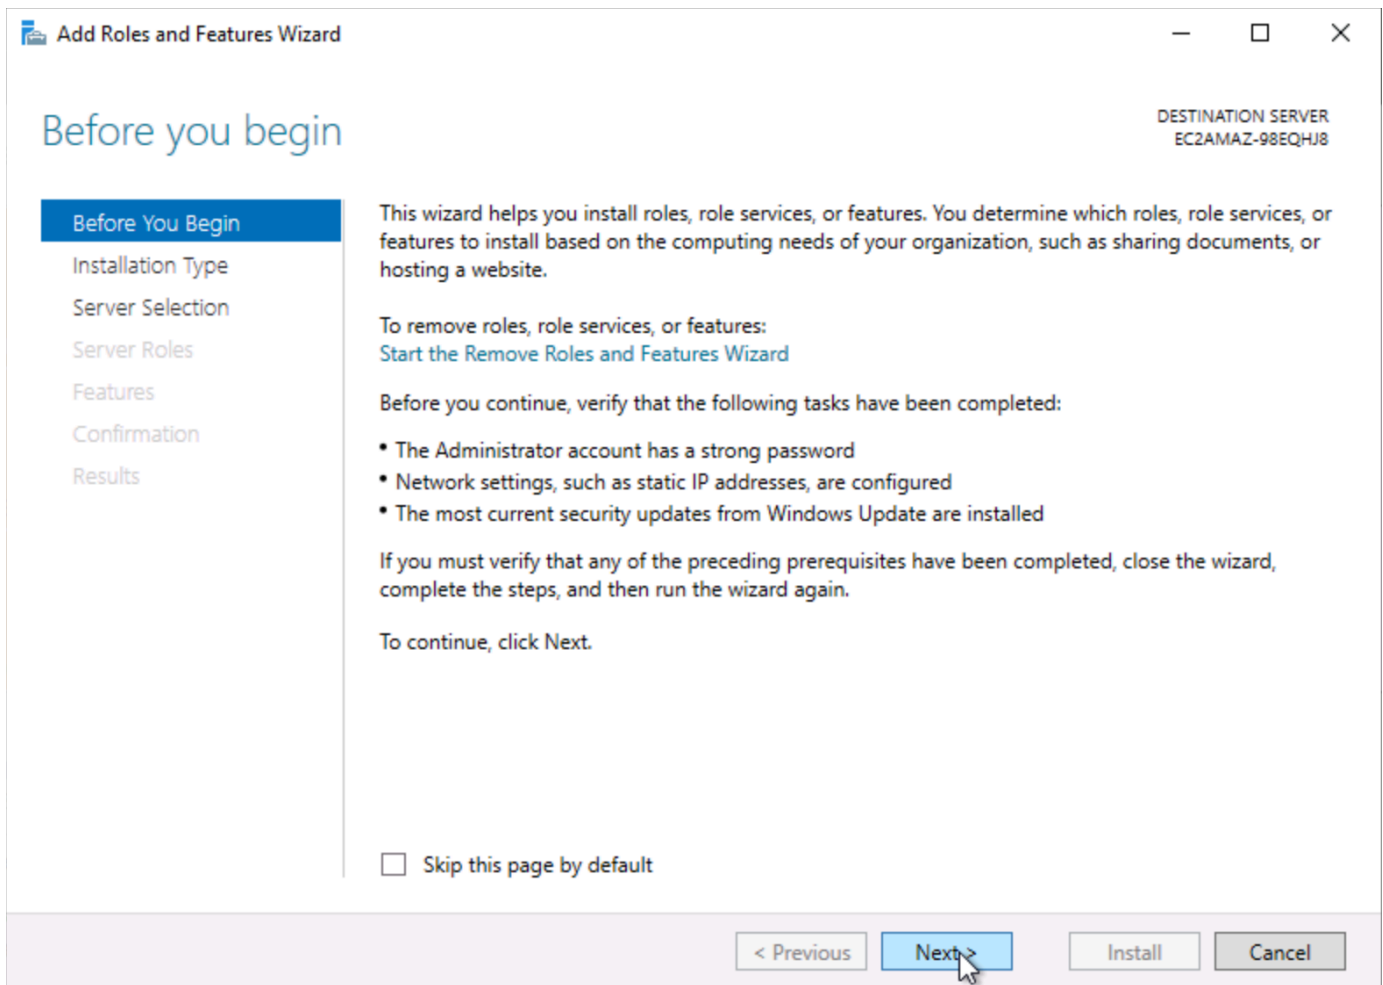 Add Roles and Features Wizard
Before you begin
DESTINATION SERVER
EC2AMAZ-98EQHJ8
Before You Begin
Installation Type
Server Selection
Server Roles
Features
Confirmation
Results
This wizard helps you install roles, role services, or features. You determine which roles, role services, or
features to install based on the computing needs of your organization, such as sharing documents, or
hosting a website.
To remove roles, role services, or features:
Start the Remove Roles and Features Wizard
Before you continue, verify that the following tasks have been completed:
• The Administrator account has a strong password
• Network settings, such as static IP addresses, are configured
• The most current security updates from Windows Update are installed
If you must verify that any of the preceding prerequisites have been completed, close the wizard,
complete the steps, and then run the wizard again.
To continue, click Next.
Skip this page by default
< Previous
Next >
Install
Cancel